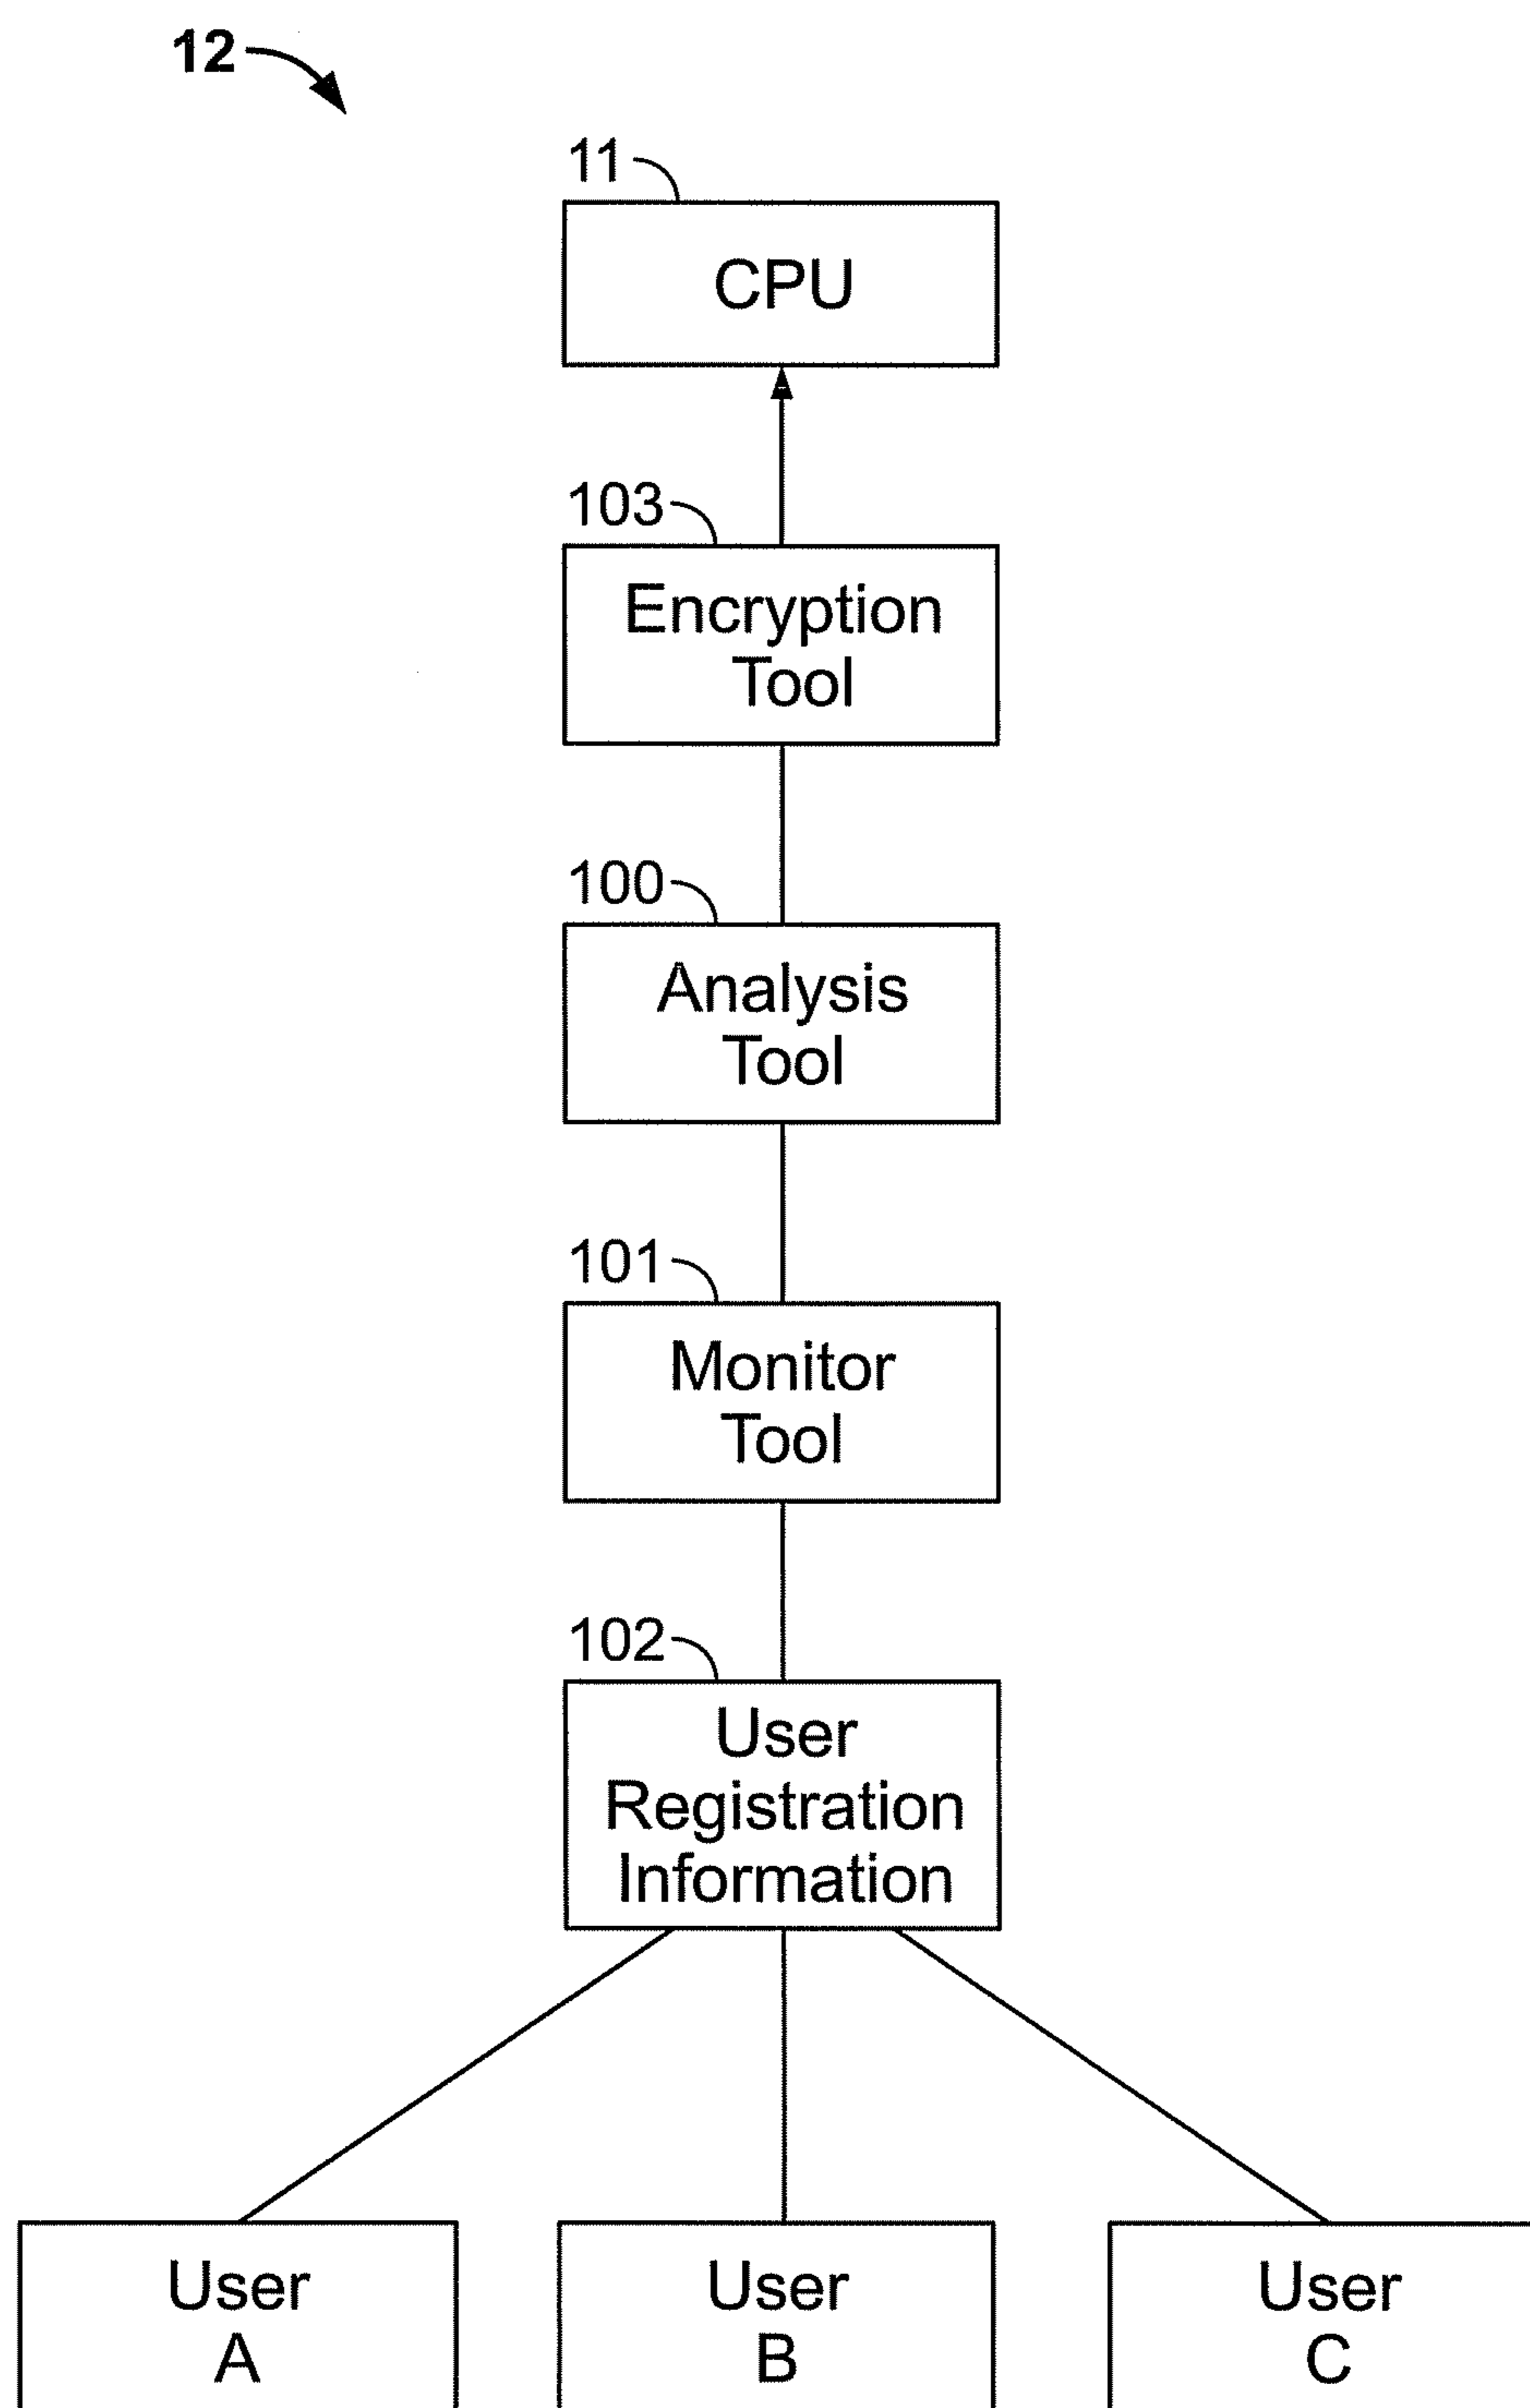 12
11
CPU
103
Encryption
Tool
100
Analysis
Tool
101
Monitor
Tool
102
User
Registration
Information
User
A
User
B
User
C